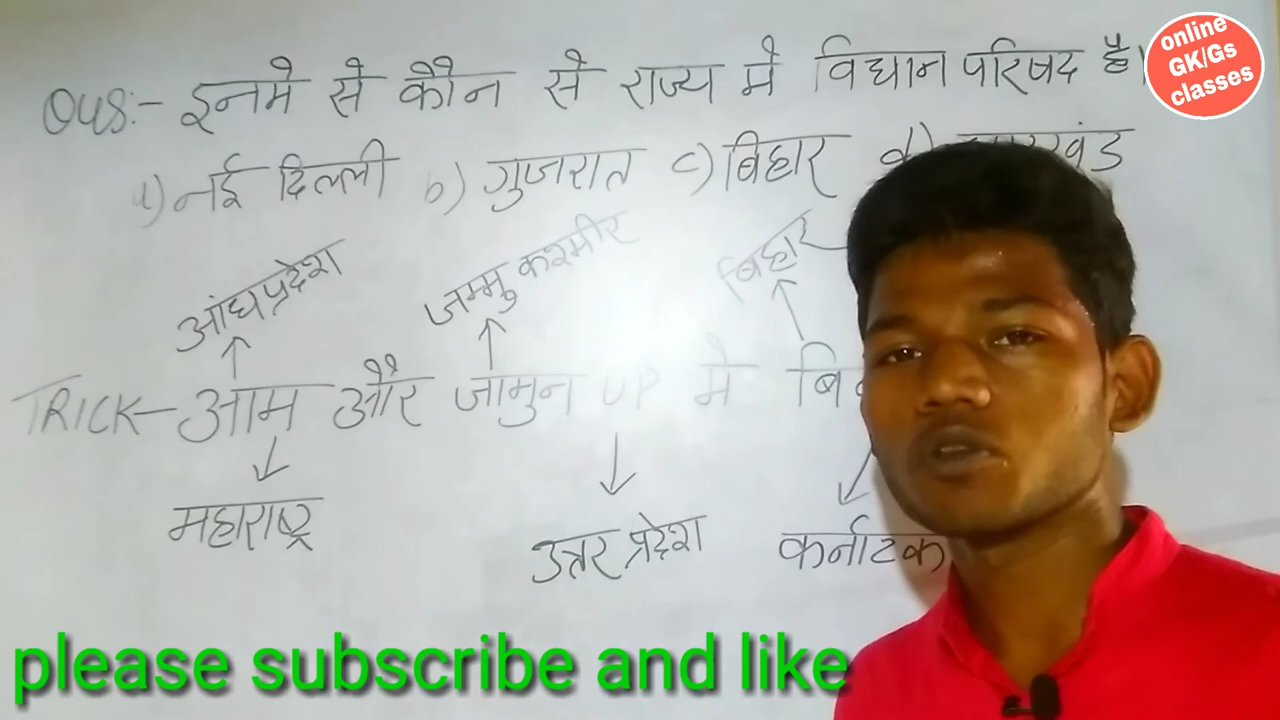 Ques:- इनमे से कौन से राज्य मे विधान परिषद है।
online
GK/Gs
classes
a) नई दिल्ली b) गुजरात c) बिहार d)
आंध्रप्रदेश जम्मु कश्मीर बिहार
TRICK- आम और जामुन UP मे
महाराष्ट्र उत्तर प्रदेश कर्नाटक
please subscribe and like